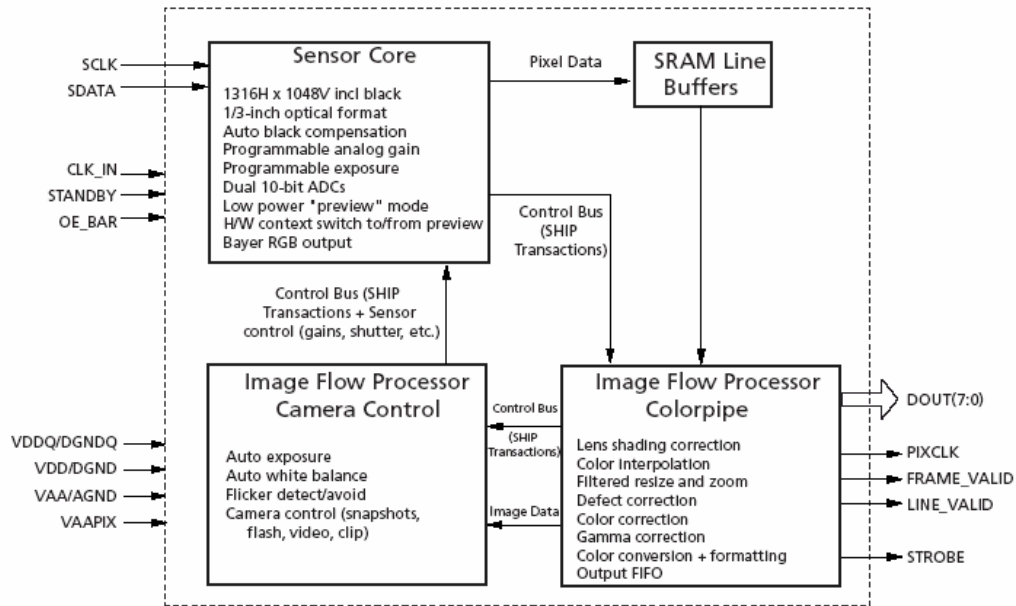 SCLK
SDATA
CLK_IN
STANDBY
OE_BAR
VDDQ/DGNDQ
VDD/DGND
VAA/AGND
VAAPIX
Sensor Core
1316H x 1048V incl black
1/3-inch optical format
Auto black compensation
Programmable analog gain
Programmable exposure
Dual 10-bit ADCs
Low power "preview" mode
H/W context switch to/from preview
Bayer RGB output
Pixel Data
SRAM Line
Buffers
Control Bus
(SHIP
Transactions)
Control Bus (SHIP
Transactions + Sensor
control (gains, shutter, etc.)
Image Flow Processor
Camera Control
Auto exposure
Auto white balance
Flicker detect/avoid
Camera control (snapshots,
flash, video, clip)
Control Bus
(SHIP
Transactions)
Image Data
Image Flow Processor
Colorpipe
Lens shading correction
Color interpolation
Filtered resize and zoom
Defect correction
Color correction
Gamma correction
Color conversion + formatting
Output FIFO
DOUT(7:0)
PIXCLK
FRAME_VALID
LINE_VALID
STROBE